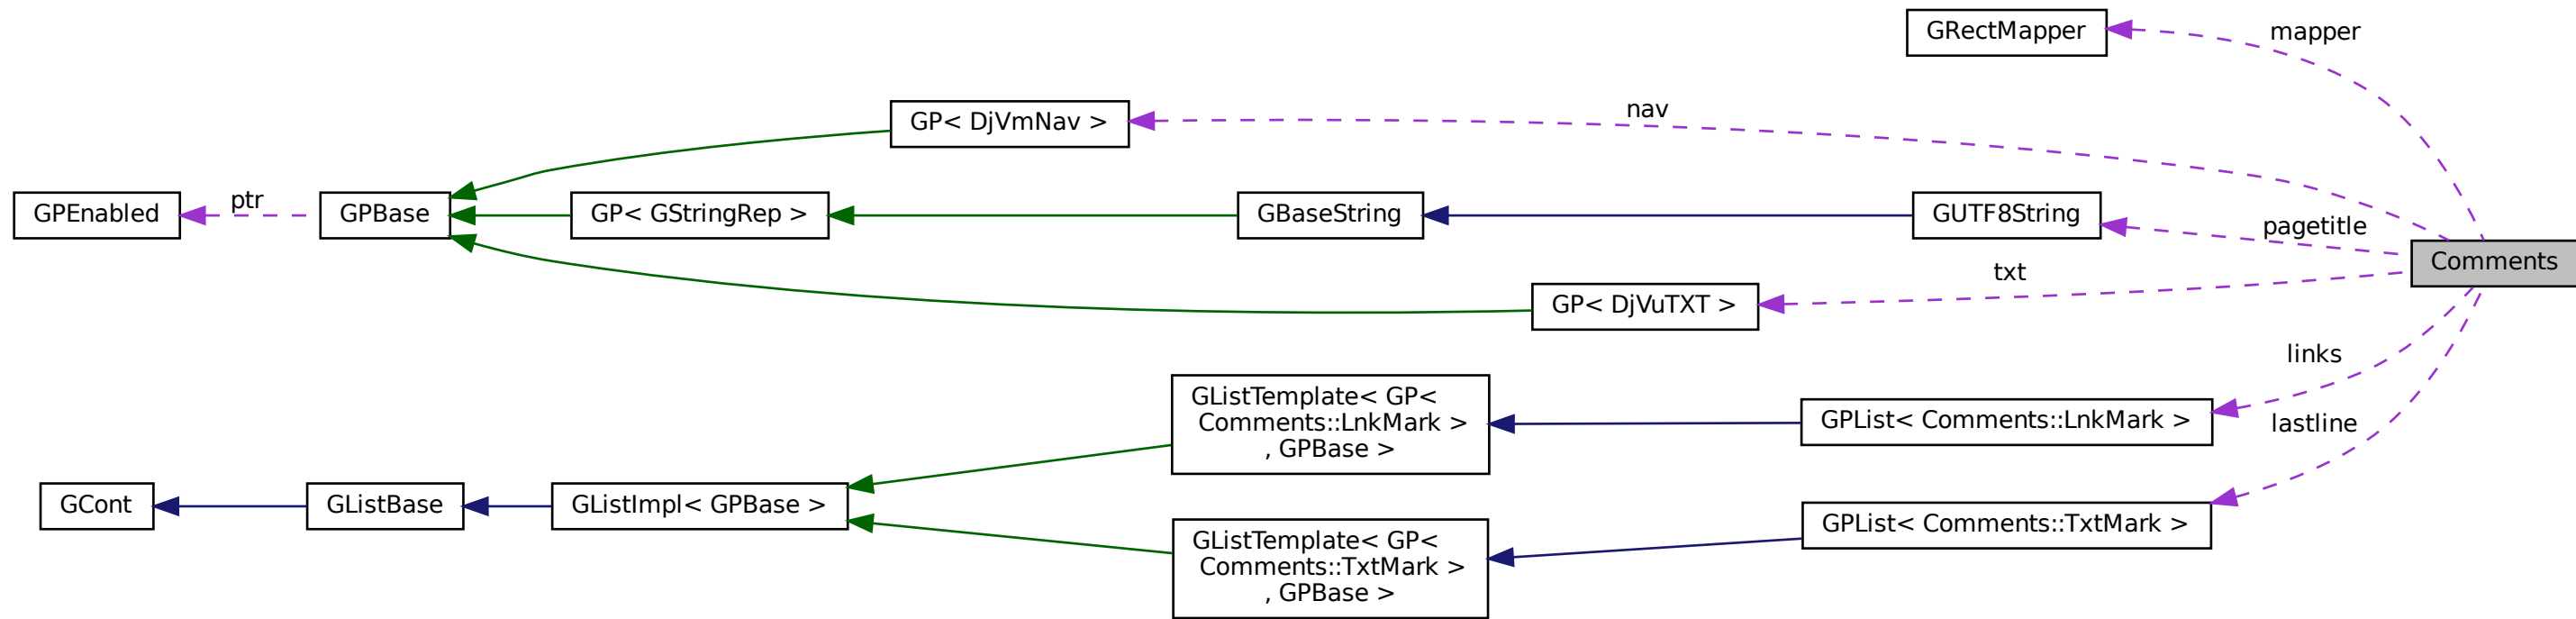 GRectMapper
mapper
GP< DjVmNav >
nav
GPEnabled
ptr
GPBase
GP< GStringRep >
GBaseString
GUTF8String
pagetitle
Comments
txt
GP< DjVuTXT >
links
GListTemplate< GP<
Comments::LnkMark >
, GPBase >
GPList< Comments::LnkMark >
lastline
GCont
GListBase
GListImpl< GPBase >
GListTemplate< GP<
Comments::TxtMark >
, GPBase >
GPList< Comments::TxtMark >